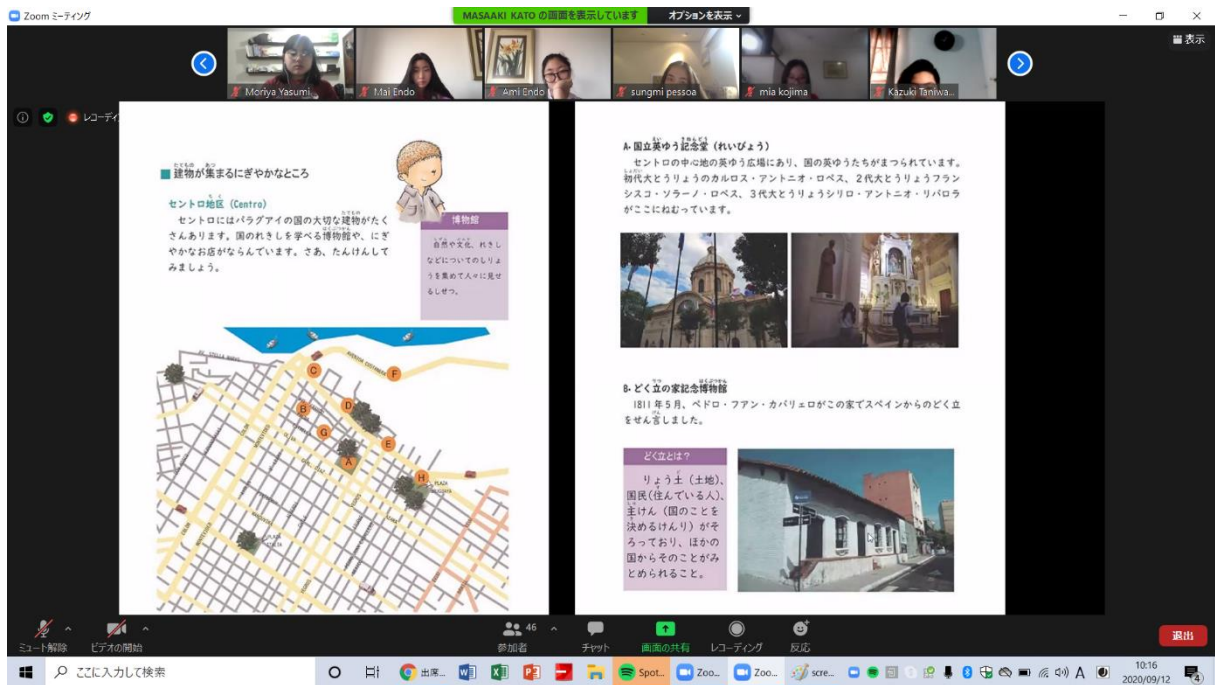 Zoom ミーティング
MASAAKI KATO の画面を表示しています
オプションを表示
表示
Moriya Yasumi...
Mai Endo
Ami Endo
sungmi pessoa
mia kojima
Kazuki Taniwa...
レコーディ
■ 建物が集まるにぎやかなところ
セントロ地区 (Centro)
セントロにはパラグアイの国の大切な建物がたく
さんあります。国のれきしを学べる博物館や、にぎ
やかなお店がならんでいます。さあ、たんけんして
みましょう。
博物館
自然や文化、れきし
などについてのしりょ
うを集めて人々に見せ
るしせつ。
C
F
B
D
G
E
A
H
A. 国立英ゆう記念堂 (れいびょう)
セントロの中心地の英ゆう広場にあり、国の英ゆうたちがまつられています。
初代大とうりょうのカルロス・アントニオ・ロペス、2代大とうりょうフラン
シスコ・ソラーノ・ロペス、3代大とうりょうシリロ・アントニオ・リバロラ
がここにねむっています。
B. どく立の家記念博物館
1811年5月、ペドロ・フアン・カバリェロがこの家でスペインからのどく立
をせん言しました。
どく立とは?
りょう土 (土地)、
国民(住んでいる人)、
主けん (国のことを
決めるけんり) がそ
ろっており、ほかの
国からそのことがみ
とめられること。
ミュート解除
ビデオの開始
46
参加者
チャット
画面の共有
レコーディング
反応
退出
ここに入力して検索
出席...
Spot...
Zoo...
Zoo...
scre...
A
10:16
2020/09/12
4